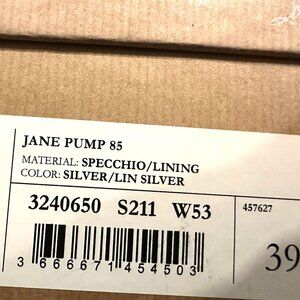 JANE PUMP 85
MATERIAL: SPECCHIO/LINING
COLOR: SILVER/LIN SILVER
3240650 S211 W53
457627
39
3 666671 454503